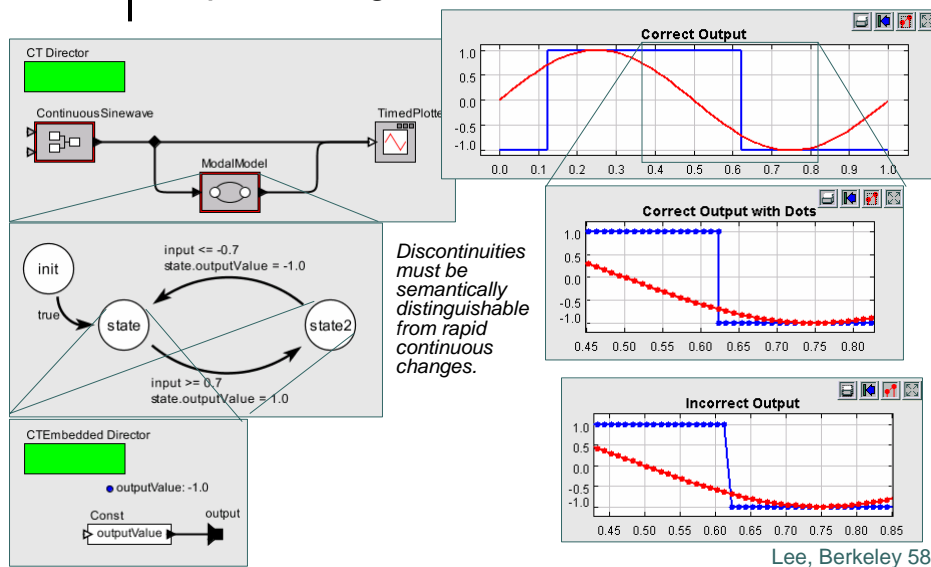 CT Director
ContinuousSinewave
TimedPlotte
ModalModel
init
true
state
state2
input <= -0.7
state.outputValue = -1.0
input >= 0.7
state.outputValue = 1.0
CTEmbedded Director
outputValue: -1.0
Const
outputValue
output
Discontinuities
must be
semantically
distinguishable
from rapid
continuous
changes.
Correct Output
1.0
0.5
0.0
-0.5
-1.0
0.0 0.1 0.2 0.3 0.4 0.5 0.6 0.7 0.8 0.9 1.0
Correct Output with Dots
1.0
0.5
0.0
-0.5
-1.0
0.45 0.50 0.55 0.60 0.65 0.70 0.75 0.80
Incorrect Output
1.0
0.5
0.0
-0.5
-1.0
0.45 0.50 0.55 0.60 0.65 0.70 0.75 0.80 0.85
Lee, Berkeley 58